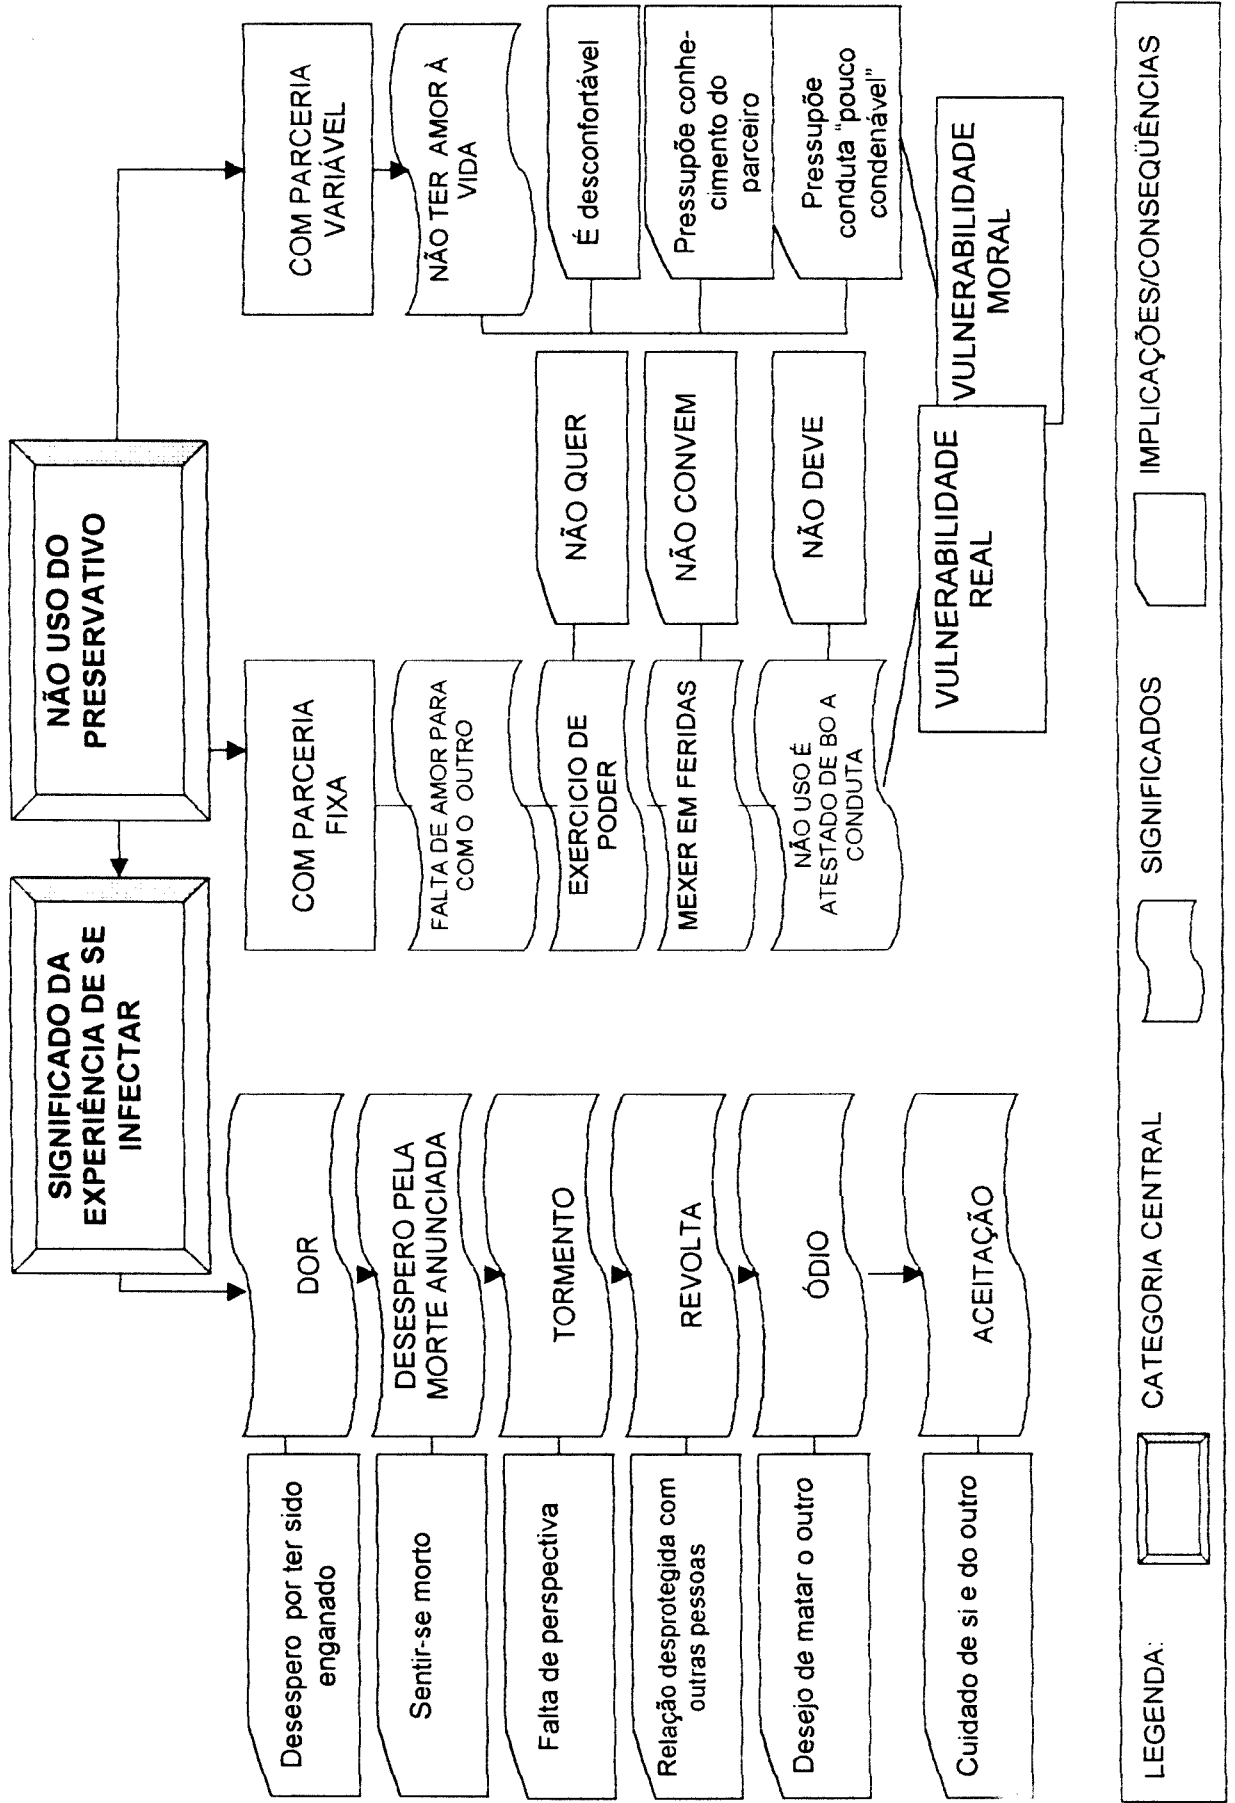 SIGNIFICADO DA
EXPERIÊNCIA DE SE
INFECTAR
NÃO USO DO
PRESERVATIVO
DOR
Desespero por ter sido
enganado
DESESPERO PELA
MORTE ANUNCIADA
Sentir-se morto
TORMENTO
Falta de perspectiva
REVOLTA
Relação desprotegida com
outras pessoas
ÓDIO
Desejo de matar o outro
ACEITAÇÃO
Cuidado de si e do outro
COM PARCERIA
FIXA
FALTA DE AMOR PARA
COM O OUTRO
EXERCICIO DE
PODER
NÃO QUER
MEXER EM FERIDAS
NÃO CONVEM
NÃO USO É
ATESTADO DE BO A
CONDUTA
NÃO DEVE
COM PARCERIA
VARIÁVEL
NÃO TER AMOR À
VIDA
É desconfortável
Pressupõe conhe-
cimento do
parceiro
Pressupõe
conduta "pouco
condenável"
VULNERABILIDADE
REAL
VULNERABILIDADE
MORAL
LEGENDA:
CATEGORIA CENTRAL
SIGNIFICADOS
IMPLICAÇÕES/CONSEQÜÊNCIAS